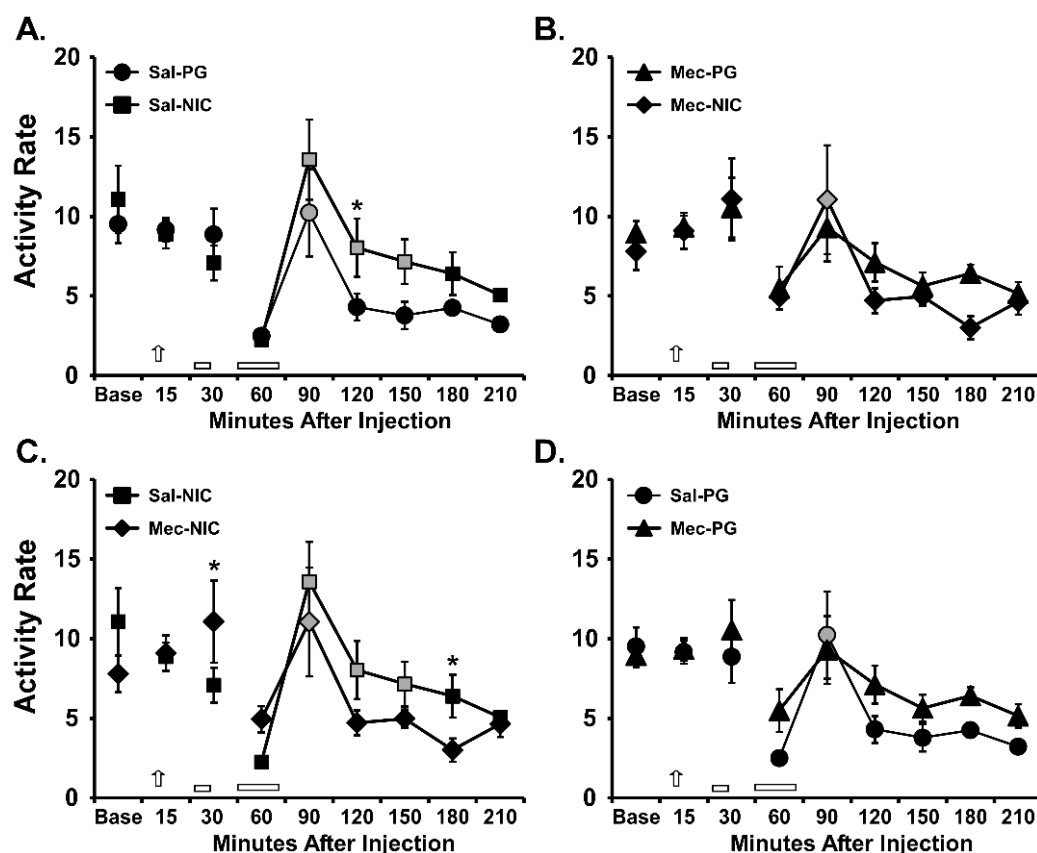 A.
20
15
10
5
0
Activity Rate
Sal-PG
Sal-NIC
*
Base 15 30 60 90 120 150 180 210
Minutes After Injection
B.
20
15
10
5
0
Mec-PG
Mec-NIC
Base 15 30 60 90 120 150 180 210
Minutes After Injection
C.
20
15
10
5
0
Activity Rate
Sal-NIC
Mec-NIC
*
*
Base 15 30 60 90 120 150 180 210
Minutes After Injection
D.
20
15
10
5
0
Sal-PG
Mec-PG
Base 15 30 60 90 120 150 180 210
Minutes After Injection